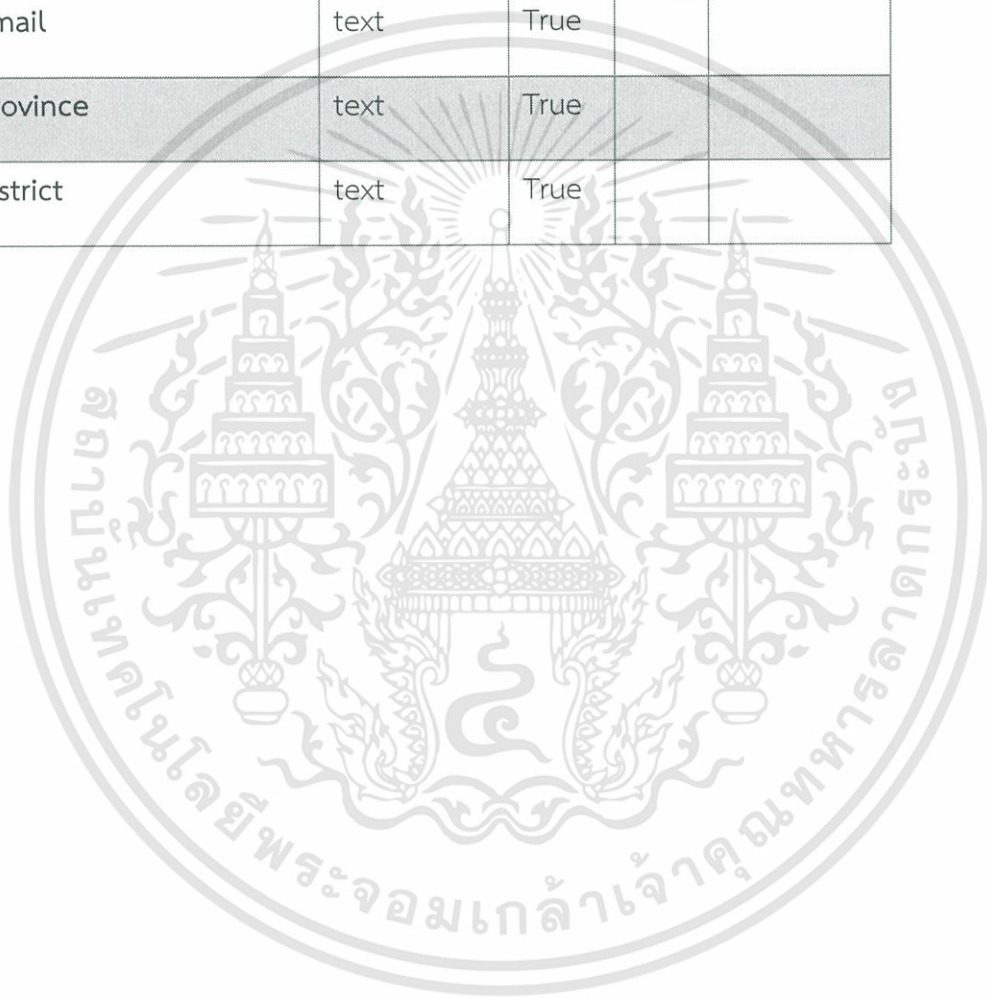 mail text True
ovince text True
strict text True
สถาบันเทคโนโลยีพระจอมเกล้าเจ้าคุณทหารลาดกระบัง